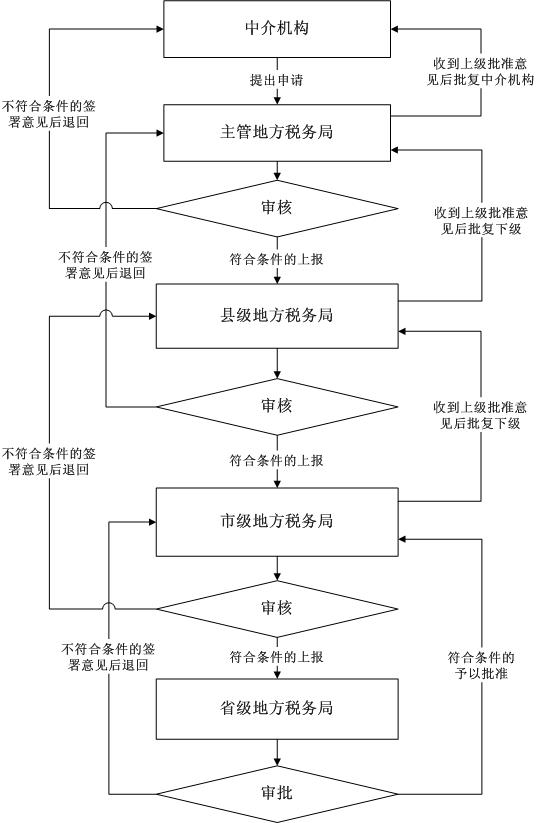 中介机构
提出申请
收到上级批准意
见后批复中介机构
不符合条件的签
署意见后退回
主管地方税务局
审核
收到上级批准意
见后批复下级
不符合条件的签
署意见后退回
符合条件的上报
县级地方税务局
审核
收到上级批准意
见后批复下级
不符合条件的签
署意见后退回
符合条件的上报
市级地方税务局
审核
不符合条件的签
署意见后退回
符合条件的上报
符合条件的
予以批准
省级地方税务局
审批